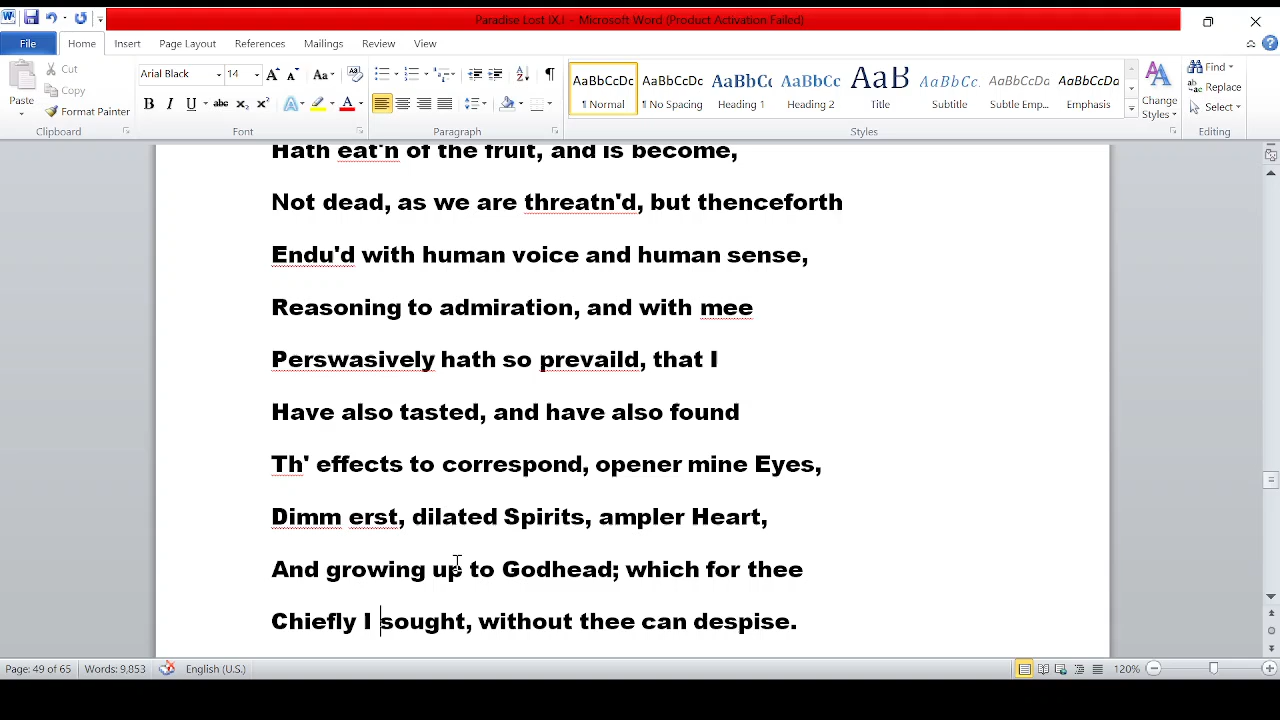 Paradise Lost IX.I - Microsoft Word (Product Activation Failed)
File Home Insert Page Layout References Mailings Review View
Paste Cut Copy Format Painter Clipboard
Arial Black 14 Font
Paragraph
AaBbCcDc AaBbCcDc AaBbC( AaBbCc AaB AaBbCc. AaBbCcDc AaBbCcDc
¶ Normal ¶ No Spacing Heading 1 Heading 2 Title Subtitle Subtle Emp... Emphasis
Change Styles Styles
Find Replace Select Editing
Hath eat'n of the fruit, and is become,
Not dead, as we are threatn'd, but thenceforth
Endu'd with human voice and human sense,
Reasoning to admiration, and with mee
Perswasively hath so prevaild, that I
Have also tasted, and have also found
Th' effects to correspond, opener mine Eyes,
Dimm erst, dilated Spirits, ampler Heart,
And growing up to Godhead; which for thee
Chiefly I sought, without thee can despise.
Page: 49 of 65 Words: 9,853 English (U.S.) 120%